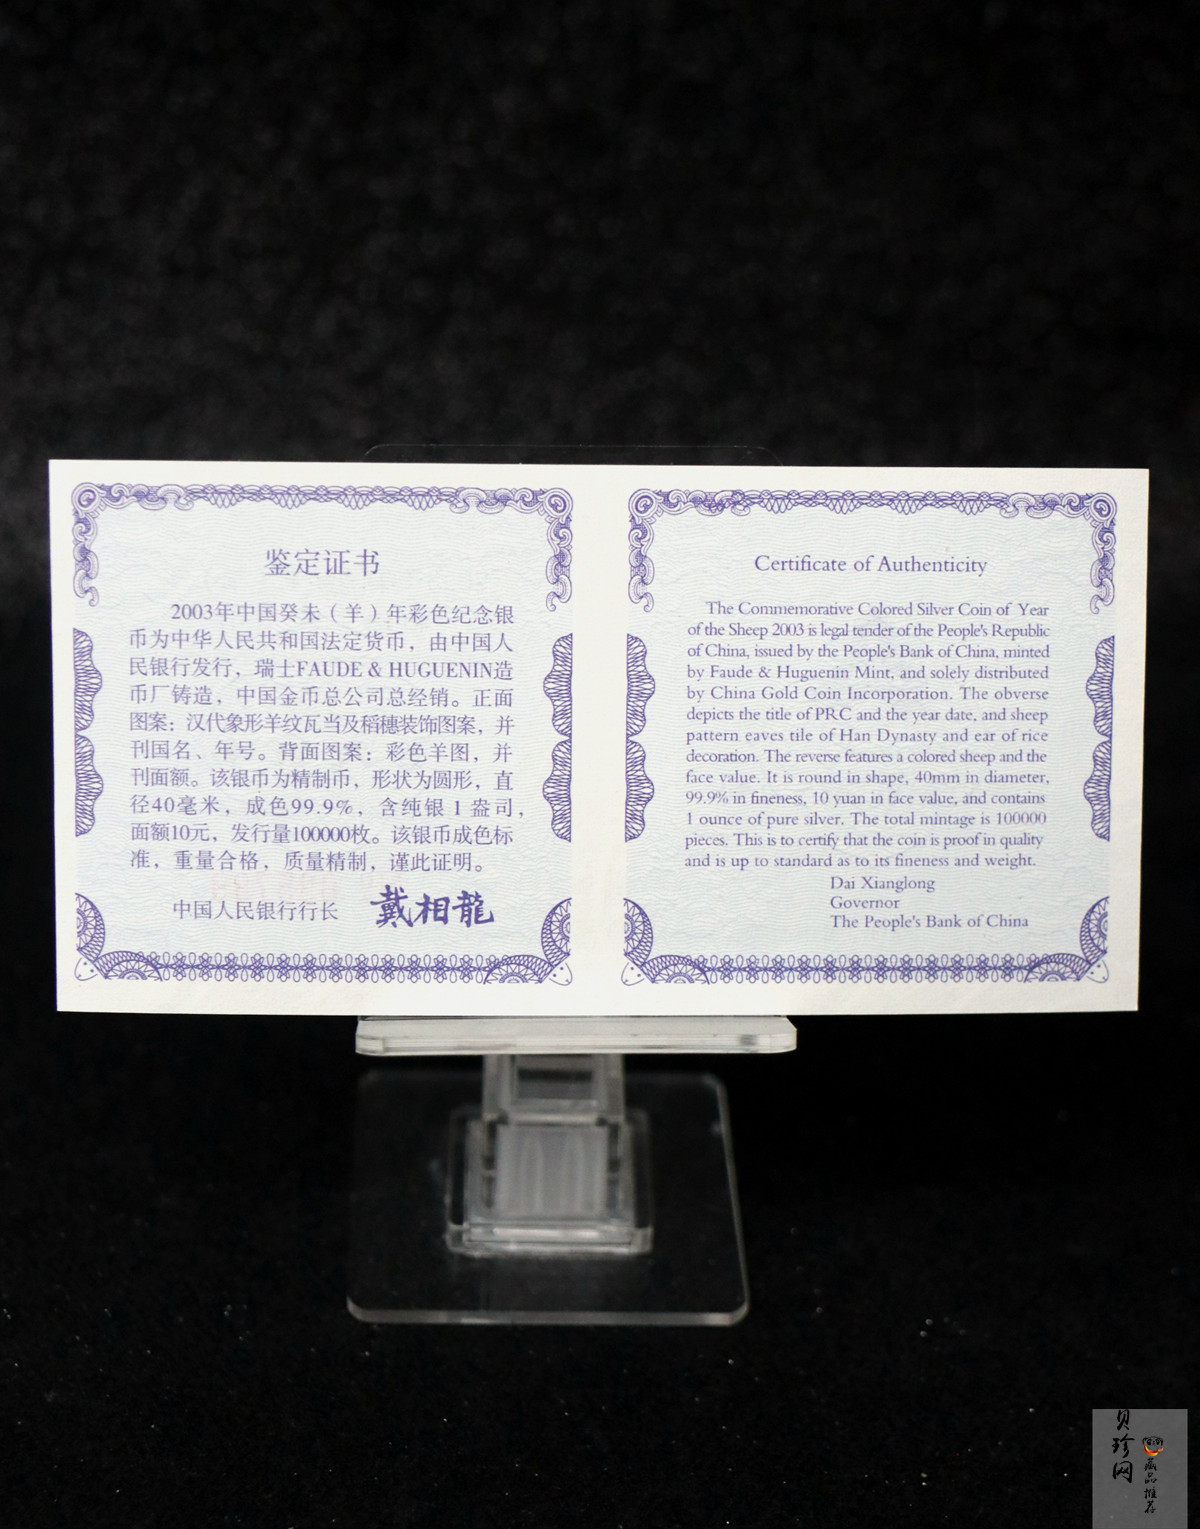 鉴定证书
2003年中国癸未（羊）年彩色纪念银
币为中华人民共和国法定货币，由中国人
民银行发行，瑞士FAUDE & HUGUENIN造
币厂铸造，中国金币总公司总经销。正面
图案：汉代象形羊纹瓦当及稻穗装饰图案，并
刊国名、年号。背面图案：彩色羊图，并
刊面额。该银币为精制币，形状为圆形，直
径40毫米，成色99.9%，含纯银1盎司，
面额10元，发行量100000枚。该银币成色标
准，重量合格，质量精制，谨此证明。
中国人民银行行长 戴相龍
Certificate of Authenticity
The Commemorative Colored Silver Coin of Year
of the Sheep 2003 is legal tender of the People's Republic
of China, issued by the People's Bank of China, minted
by Faude & Huguenin Mint, and solely distributed
by China Gold Coin Incorporation. The obverse
depicts the title of PRC and the year date, and sheep
pattern eaves tile of Han Dynasty and ear of rice
decoration. The reverse features a colored sheep and the
face value. It is round in shape, 40mm in diameter,
99.9% in fineness, 10 yuan in face value, and contains
1 ounce of pure silver. The total mintage is 100000
pieces. This is to certify that the coin is proof in quality
and is up to standard as to its fineness and weight.
Dai Xianglong
Governor
The People's Bank of China
贝珍网
藏品推荐